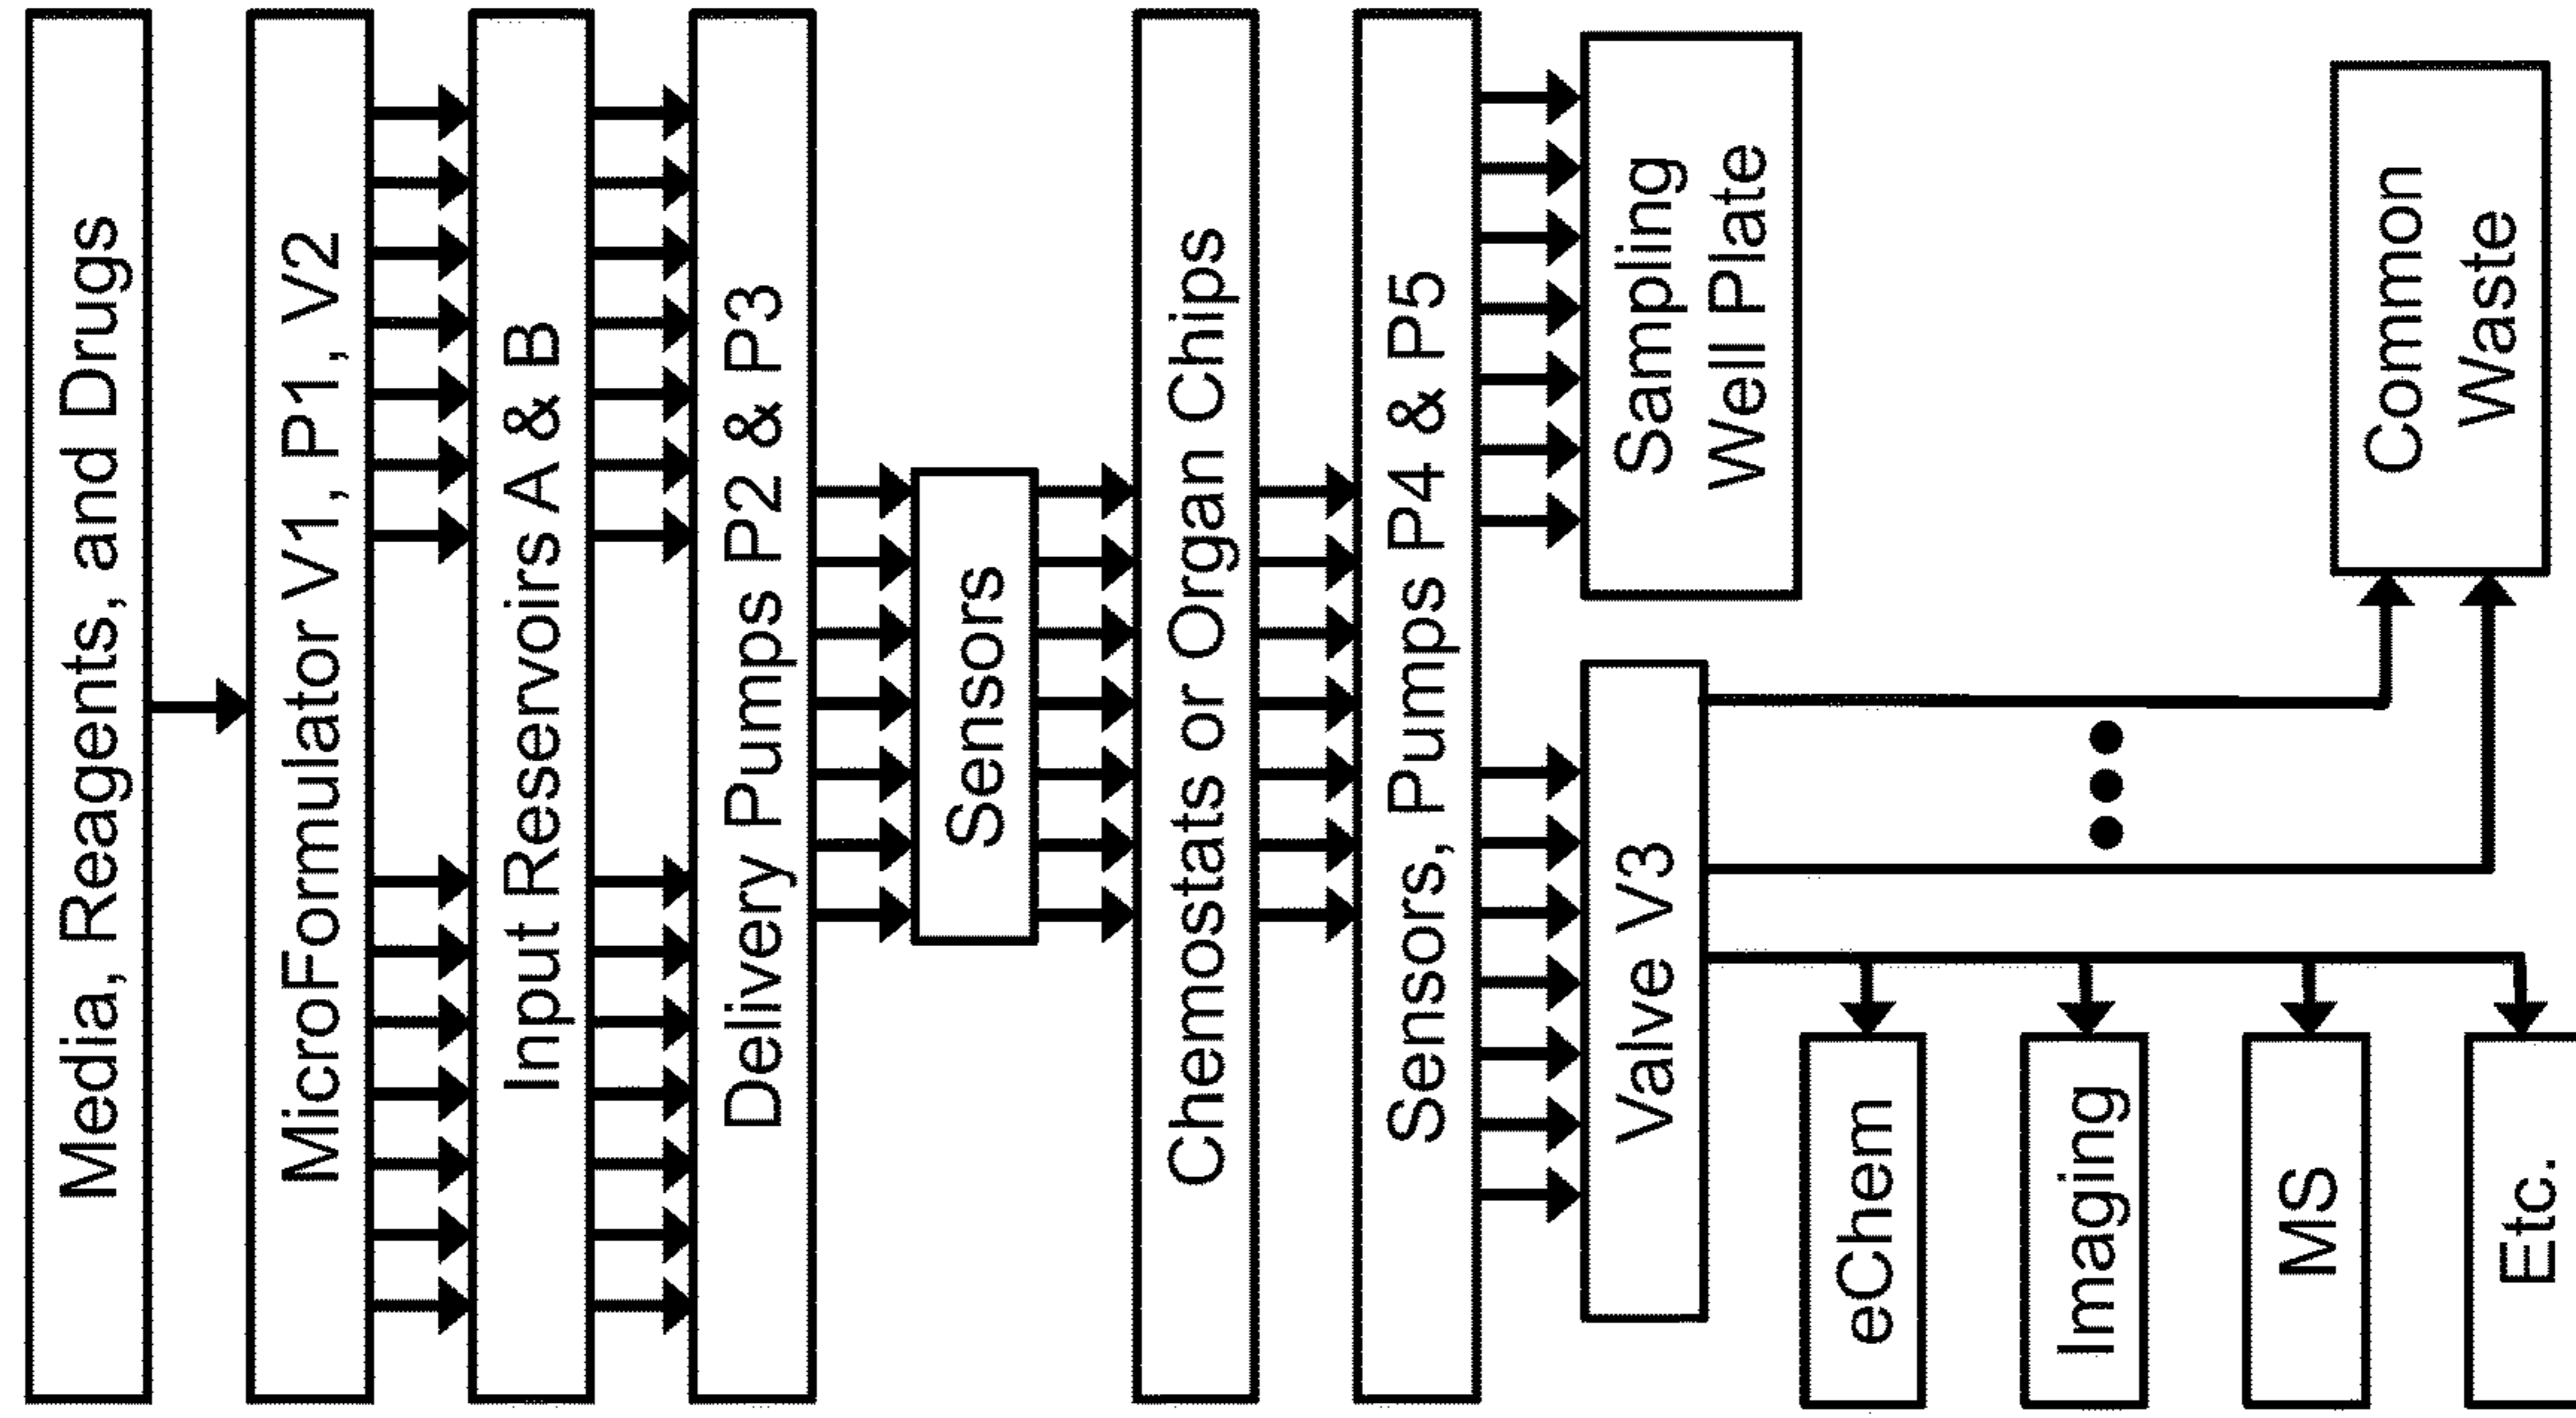 Media, Reagents, and Drugs
MicroFormulator V1, P1, V2
Input Reservoirs A & B
Delivery Pumps P2 & P3
Sensors
Chemostats or Organ Chips
Sensors, Pumps P4 & P5
Valve V3
Sampling
Well Plate
eChem
Imaging
MS
Etc.
Common
Waste